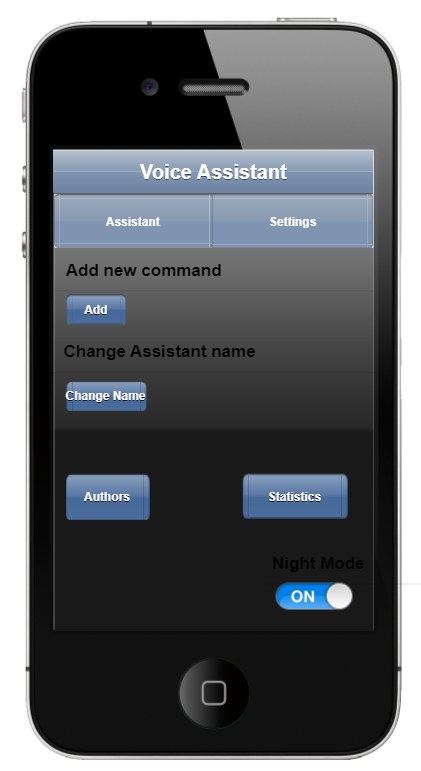 Voice Assistant
Assistant Settings
Add new command
Add
Change Assistant name
Change Name
Authors Statistics
Night Mode
ON